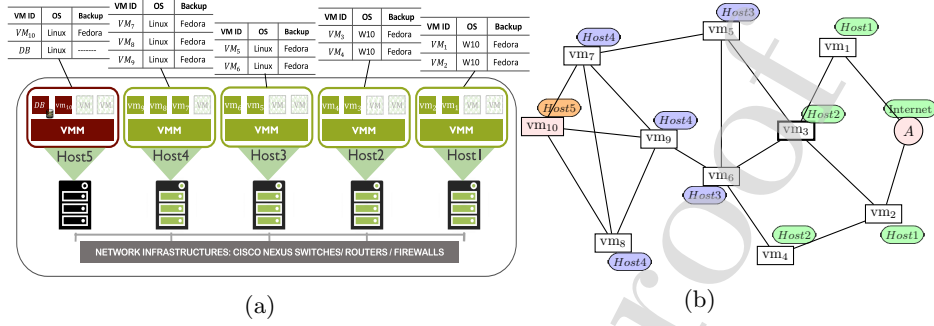 VM ID OS Backup
VM₁₀ Linux Fedora
DB Linux -------
VM ID OS Backup
VM₇ Linux Fedora
VM₈ Linux Fedora
VM₉ Linux Fedora
VM ID OS Backup
VM₅ Linux Fedora
VM₆ Linux Fedora
VM ID OS Backup
VM₃ W10 Fedora
VM₄ W10 Fedora
VM ID OS Backup
VM₁ W10 Fedora
VM₂ W10 Fedora
DB vm₁₀ VM VM
vm₉ vm₈ vm₇ VM
vm₆ vm₅ VM VM
vm₄ vm₃ VM VM
vm₂ vm₁ VM VM
VMM VMM VMM VMM VMM
Host5 Host4 Host3 Host2 Host1
NETWORK INFRASTRUCTURES: CISCO NEXUS SWITCHES/ ROUTERS / FIREWALLS
(a)
Host3
vm₅
Host1
vm₁
Host4
vm₇
Host5
vm₁₀
Host4
vm₉
Host2
vm₃
Internet
A
vm₆
Host3
vm₂
Host1
vm₈
Host4
Host2
vm₄
(b)
roof